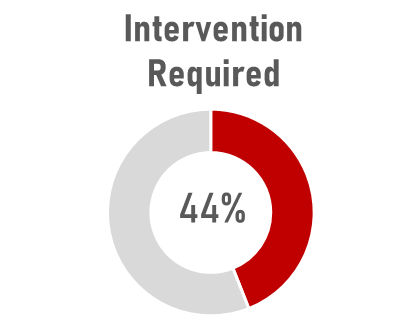 Intervention
Required
44%